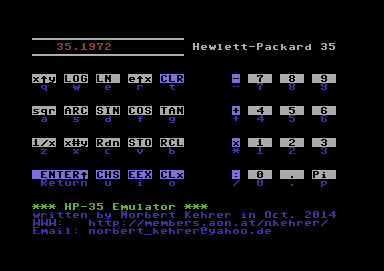 35.1972 Hewlett-Packard 35
x↑y LOG LN e↑x CLR - 7 8 9
q w e r t - 7 8 9
sqr ARC SIN COS TAN + 4 5 6
a s d f g + 4 5 6
1/x x#y Rdn STO RCL x 1 2 3
z x c v b * 1 2 3
ENTER↑ CHS EEX CLx : 0 . Pi
Return u i o / 0 . p
*** HP-35 Emulator ***
written by Norbert Kehrer in Oct. 2014
WWW: http://members.aon.at/nkehrer/
Email: norbert_kehrer@yahoo.de